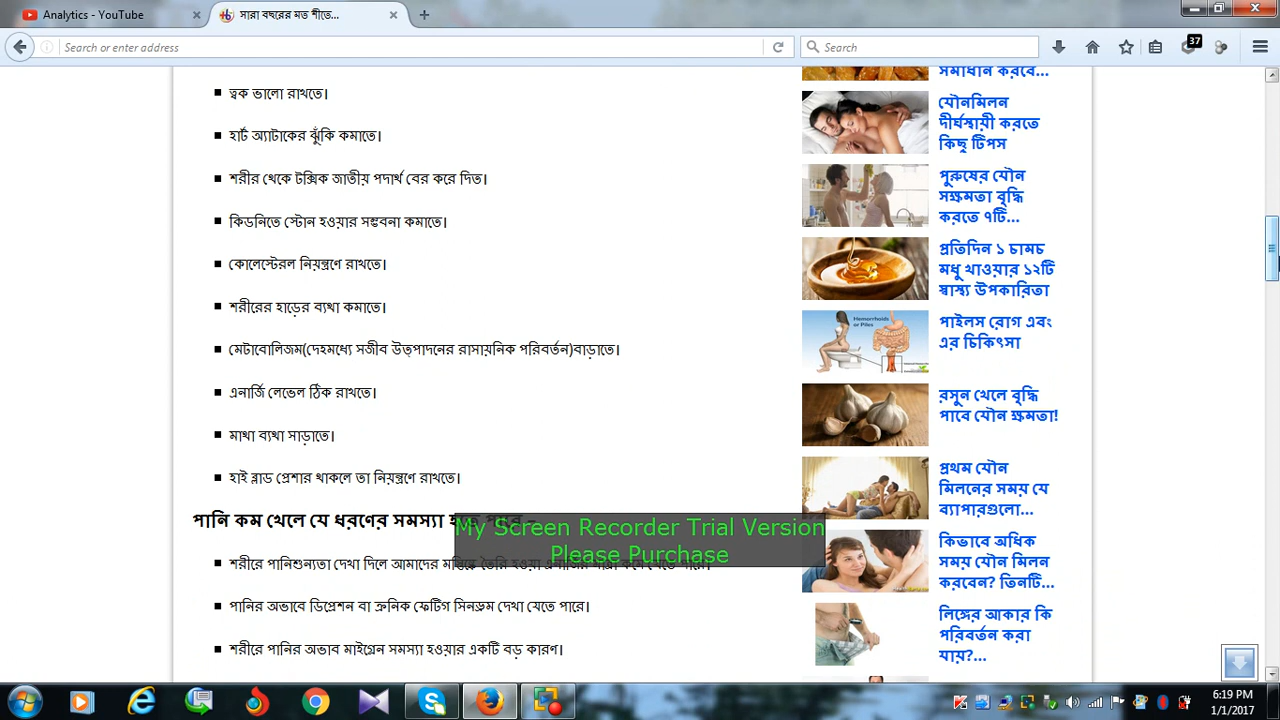 Analytics - YouTube
সারা বছরের মত শীতে...
Search or enter address
Search
37
ত্বক ভালো রাখতে।
হার্ট অ্যাটাকের ঝুঁকি কমাতে।
শরীর থেকে টক্সিক জাতীয় পদার্থ বের করে দিত।
কিডনিতে স্টোন হওয়ার সম্ভবনা কমাতে।
কোলেস্টেরল নিয়ন্ত্রণে রাখতে।
শরীরের হাড়ের ব্যথা কমাতে।
মেটাবোলিজম(দেহমধ্যে সজীব উত্পাদনের রাসায়নিক পরিবর্তন)বাড়াতে।
এনার্জি লেভেল ঠিক রাখতে।
মাথা ব্যথা সাড়াতে।
হাই ব্লাড প্রেশার থাকলে তা নিয়ন্ত্রণে রাখতে।
পানি কম খেলে যে ধরণের সমস্যা হতে পারে –
My Screen Recorder Trial Version
Please Purchase
শরীরে পানিশুন্যতা দেখা দিলে আমাদের
পানির অভাবে ডিপ্রেশন বা ক্রনিক ফেটিগ সিনড্রম দেখা যেতে পারে।
শরীরে পানির অভাব মাইগ্রেন সমস্যা হওয়ার একটি বড় কারণ।
সমাধান করবে...
যৌনমিলন
দীর্ঘস্থায়ী করতে
কিছু টিপস
পুরুষের যৌন
সক্ষমতা বৃদ্ধি
করতে ৭টি...
প্রতিদিন ১ চামচ
মধু খাওয়ার ১২টি
স্বাস্থ্য উপকারিতা
Hemorrhoids
or Piles
পাইলস রোগ এবং
এর চিকিৎসা
রসুন খেলে বৃদ্ধি
পাবে যৌন ক্ষমতা!
প্রথম যৌন
মিলনের সময় যে
ব্যাপারগুলো...
কিভাবে অধিক
সময় যৌন মিলন
করবেন? তিনটি...
লিঙ্গের আকার কি
পরিবর্তন করা
যায়?...
6:19 PM
1/1/2017